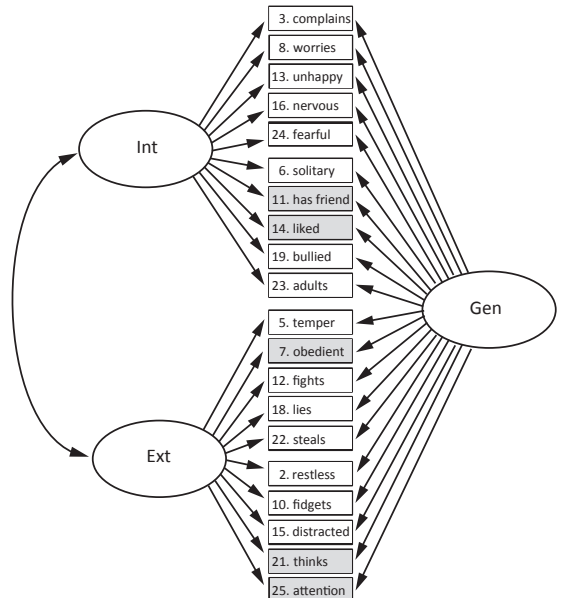 3. complains
8. worries
13. unhappy
16. nervous
24. fearful
6. solitary
11. has friend
14. liked
19. bullied
23. adults
5. temper
7. obedient
12. fights
18. lies
22. steals
2. restless
10. fidgets
15. distracted
21. thinks
25. attention
Int
Ext
Gen